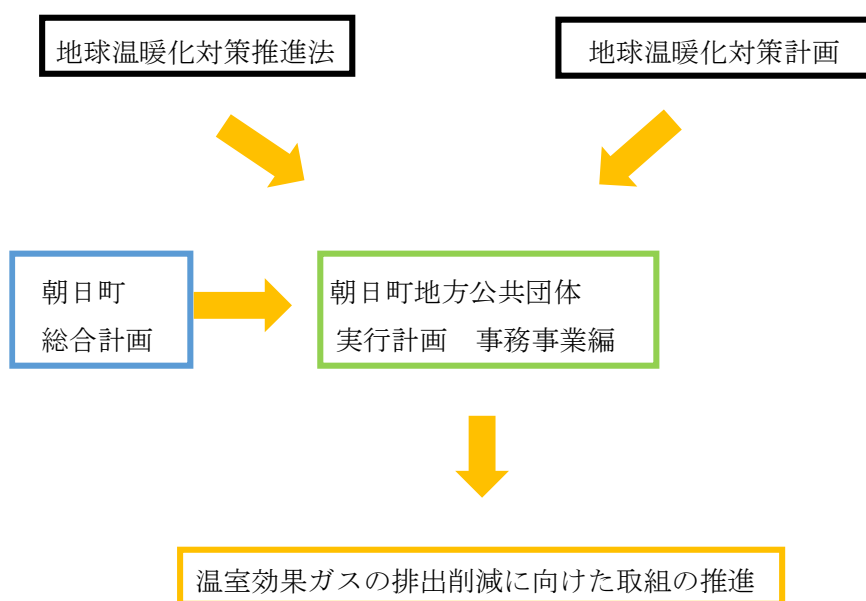 地球温暖化対策推進法
地球温暖化対策計画
朝日町
総合計画
朝日町地方公共団体
実行計画　事務事業編
温室効果ガスの排出削減に向けた取組の推進